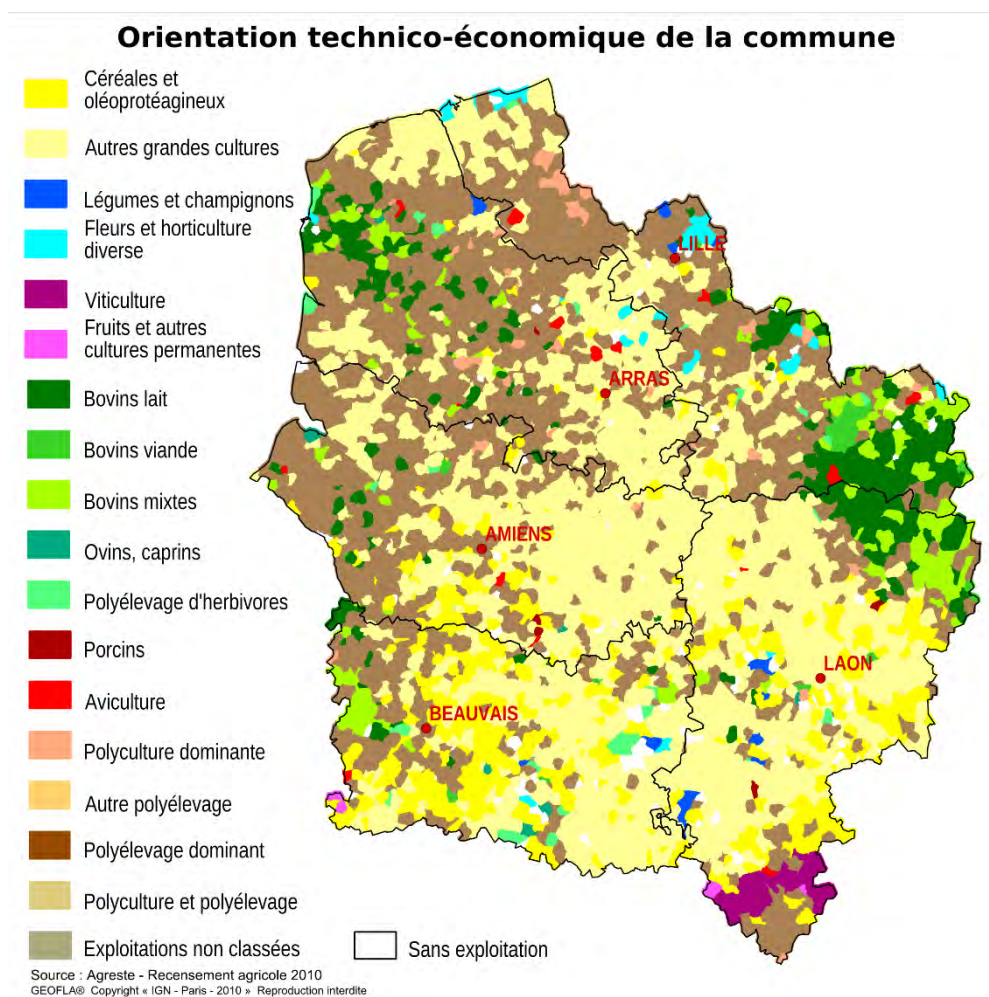 Orientation technico-économique de la commune
Céréales et
oléoprotéagineux
Autres grandes cultures
Légumes et champignons
Fleurs et horticulture
diverse
Viticulture
Fruits et autres
cultures permanentes
Bovins lait
Bovins viande
Bovins mixtes
Ovins, caprins
Polyélevage d'herbivores
Porcins
Aviculture
Polyculture dominante
Autre polyélevage
Polyélevage dominant
Polyculture et polyélevage
Exploitations non classées
Sans exploitation
LILLE
ARRAS
AMIENS
LAON
BEAUVAIS
Source : Agreste - Recensement agricole 2010
GEOFLA® Copyright « IGN - Paris - 2010 » Reproduction interdite